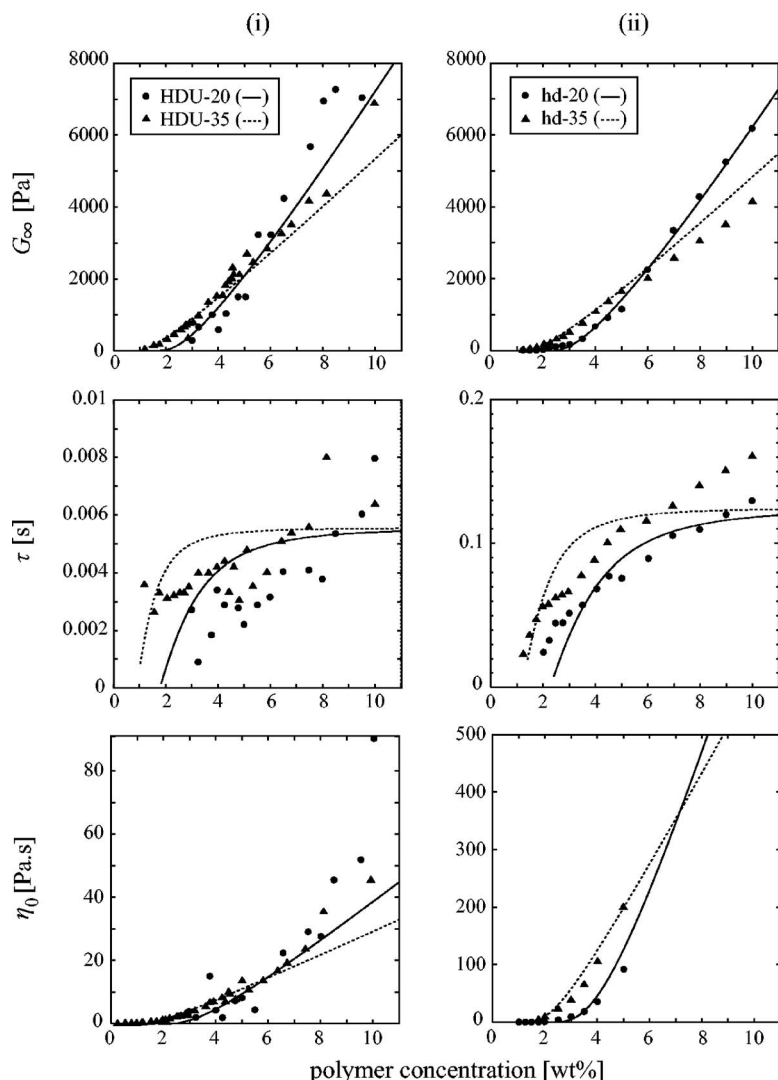 (i)
(ii)
8000
6000
4000
2000
0
G∞ [Pa]
HDU-20 (—)
HDU-35 (-----)
0 2 4 6 8 10
8000
6000
4000
2000
0
hd-20 (—)
hd-35 (-----)
0 2 4 6 8 10
0.01
0.008
0.006
0.004
0.002
0
τ [s]
0 2 4 6 8 10
0.2
0.1
0
0 2 4 6 8 10
80
60
40
20
0
η0 [Pa.s]
0 2 4 6 8 10
500
400
300
200
100
0
0 2 4 6 8 10
polymer concentration [wt%]